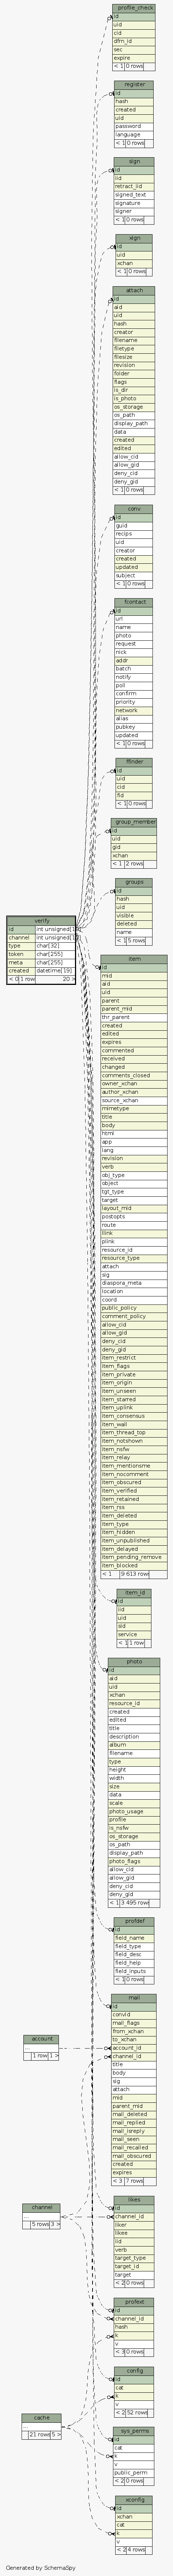 profile_check
id
uid
cid
dfrn_id
sec
expire
< 1 0 rows
register
id
hash
created
uid
password
language
< 1 0 rows
sign
id
iid
retract_iid
signed_text
signature
signer
< 1 0 rows
xign
id
uid
xchan
< 1 0 rows
attach
id
aid
uid
hash
creator
filename
filetype
filesize
revision
folder
flags
is_dir
is_photo
os_storage
os_path
display_path
data
created
edited
allow_cid
allow_gid
deny_cid
deny_gid
< 1 0 rows
conv
id
guid
recips
uid
creator
created
updated
subject
< 1 0 rows
fcontact
id
url
name
photo
request
nick
addr
batch
notify
poll
confirm
priority
network
alias
pubkey
updated
< 1 0 rows
ffinder
id
uid
cid
fid
< 1 0 rows
group_member
id
uid
gid
xchan
< 1 2 rows
groups
id
hash
uid
visible
deleted
name
< 1 5 rows
verify
id int unsigned[10]
channel int unsigned[10]
type char[32]
token char[255]
meta char[255]
created datetime[19]
< 0 1 row 20 >
item
id
mid
aid
uid
parent
parent_mid
thr_parent
created
edited
expires
commented
received
changed
comments_closed
owner_xchan
author_xchan
source_xchan
mimetype
title
body
html
app
lang
revision
verb
obj_type
object
tgt_type
target
layout_mid
postopts
route
llink
plink
resource_id
resource_type
attach
sig
diaspora_meta
location
coord
public_policy
comment_policy
allow_cid
allow_gid
deny_cid
deny_gid
item_restrict
item_flags
item_private
item_origin
item_unseen
item_starred
item_uplink
item_consensus
item_wall
item_thread_top
item_notshown
item_nsfw
item_relay
item_mentionsme
item_nocomment
item_obscured
item_verified
item_retained
item_rss
item_deleted
item_type
item_hidden
item_unpublished
item_delayed
item_pending_remove
item_blocked
< 1 9 613 rows
item_id
id
iid
uid
sid
service
< 1 1 row
photo
id
aid
uid
xchan
resource_id
created
edited
title
description
album
filename
type
height
width
size
data
scale
photo_usage
profile
is_nsfw
os_storage
os_path
display_path
photo_flags
allow_cid
allow_gid
deny_cid
deny_gid
< 1 3 495 rows
profdef
id
field_name
field_type
field_desc
field_help
field_inputs
< 1 0 rows
mail
id
convid
mail_flags
from_xchan
to_xchan
account_id
channel_id
title
body
sig
attach
mid
parent_mid
mail_deleted
mail_replied
mail_isreply
mail_seen
mail_recalled
mail_obscured
created
expires
< 3 7 rows
account
...
1 row 1 >
likes
id
channel_id
liker
likee
iid
verb
target_type
target_id
target
< 2 0 rows
channel
...
5 rows 3 >
profext
id
channel_id
hash
k
v
< 3 0 rows
config
id
cat
k
v
< 2 52 rows
cache
...
21 rows 5 >
sys_perms
id
cat
k
v
public_perm
< 2 0 rows
xconfig
id
xchan
cat
k
v
< 2 4 rows
Generated by SchemaSpy